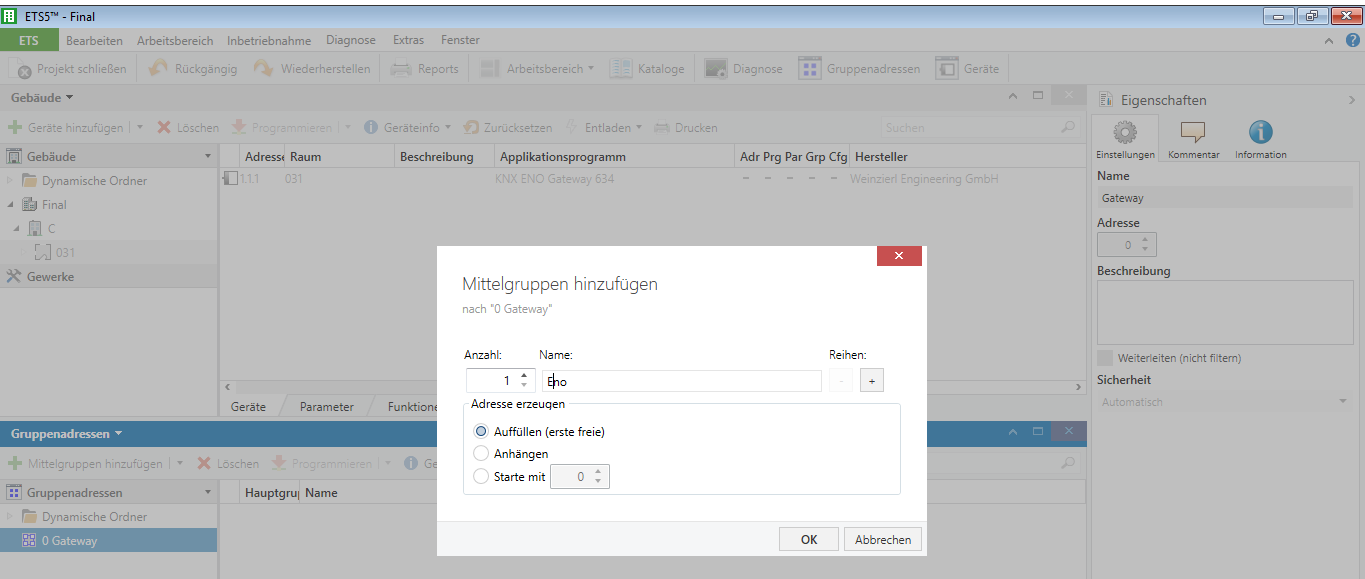 ETS5™ - Final
ETS Bearbeiten Arbeitsbereich Inbetriebnahme Diagnose Extras Fenster
Projekt schließen Rückgängig Wiederherstellen Reports Arbeitsbereich Kataloge Diagnose Gruppenadressen Geräte
Gebäude
Geräte hinzufügen Löschen Programmieren Geräteinfo Zurücksetzen Entladen Drucken Suchen
Gebäude
Dynamische Ordner
Final
C
031
Gewerke
Adresse Raum Beschreibung Applikationsprogramm Adr Prg Par Grp Cfg Hersteller
1.1.1 031 KNX ENO Gateway 634 – – – – – Weinzierl Engineering GmbH
Geräte Parameter Funktione
Eigenschaften
Einstellungen Kommentar Information
Name
Gateway
Adresse
0
Beschreibung
Weiterleiten (nicht filtern)
Sicherheit
Automatisch
Mittelgruppen hinzufügen
nach "0 Gateway"
Anzahl: Name: Reihen:
1 Eno - +
Adresse erzeugen
Auffüllen (erste freie)
Anhängen
Starte mit 0
OK Abbrechen
Gruppenadressen
Mittelgruppen hinzufügen Löschen Programmieren Ge
Gruppenadressen
Dynamische Ordner
0 Gateway
Hauptgru Name